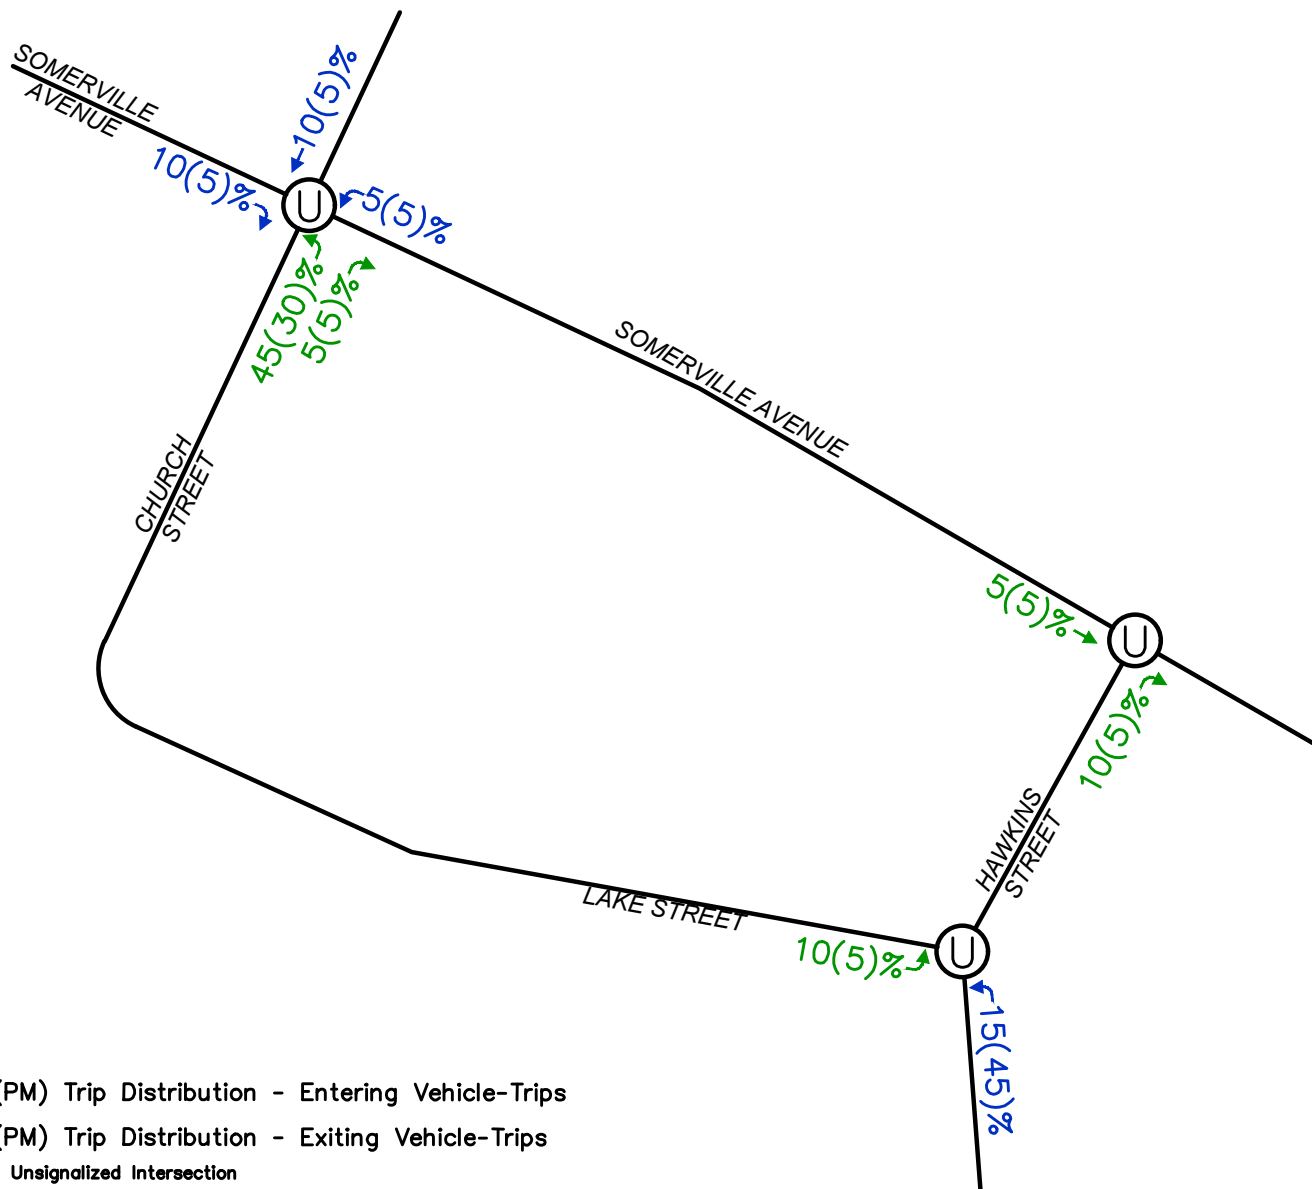 10(5)%
SOMERVILLE
AVENUE
10(5)%
U
5(5)%
45(30)%
5(5)%
SOMERVILLE AVENUE
CHURCH
STREET
5(5)%
U
10(5)%
HAWKINS
STREET
LAKE STREET
10(5)%
U
15(45)%
(PM) Trip Distribution - Entering Vehicle-Trips
(PM) Trip Distribution - Exiting Vehicle-Trips
Unsignalized Intersection